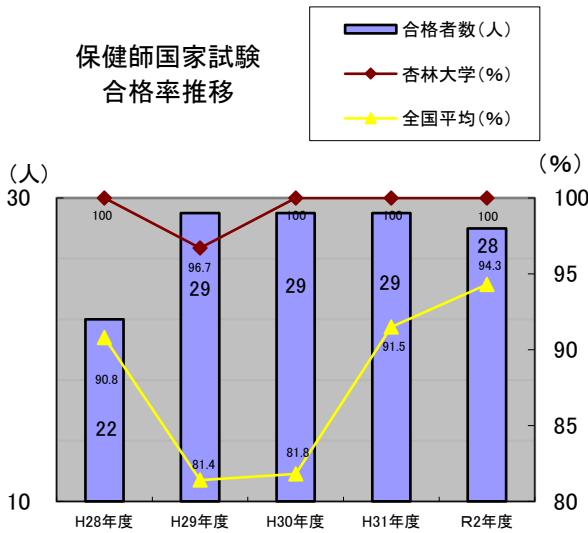 保健師国家試験
合格率推移
合格者数(人)
杏林大学(%)
全国平均(%)
(人)
(%)
30
100
95
90
85
10
80
100
96.7
100
100
100
22
29
29
29
28
90.8
81.4
81.8
91.5
94.3
H28年度
H29年度
H30年度
H31年度
R2年度